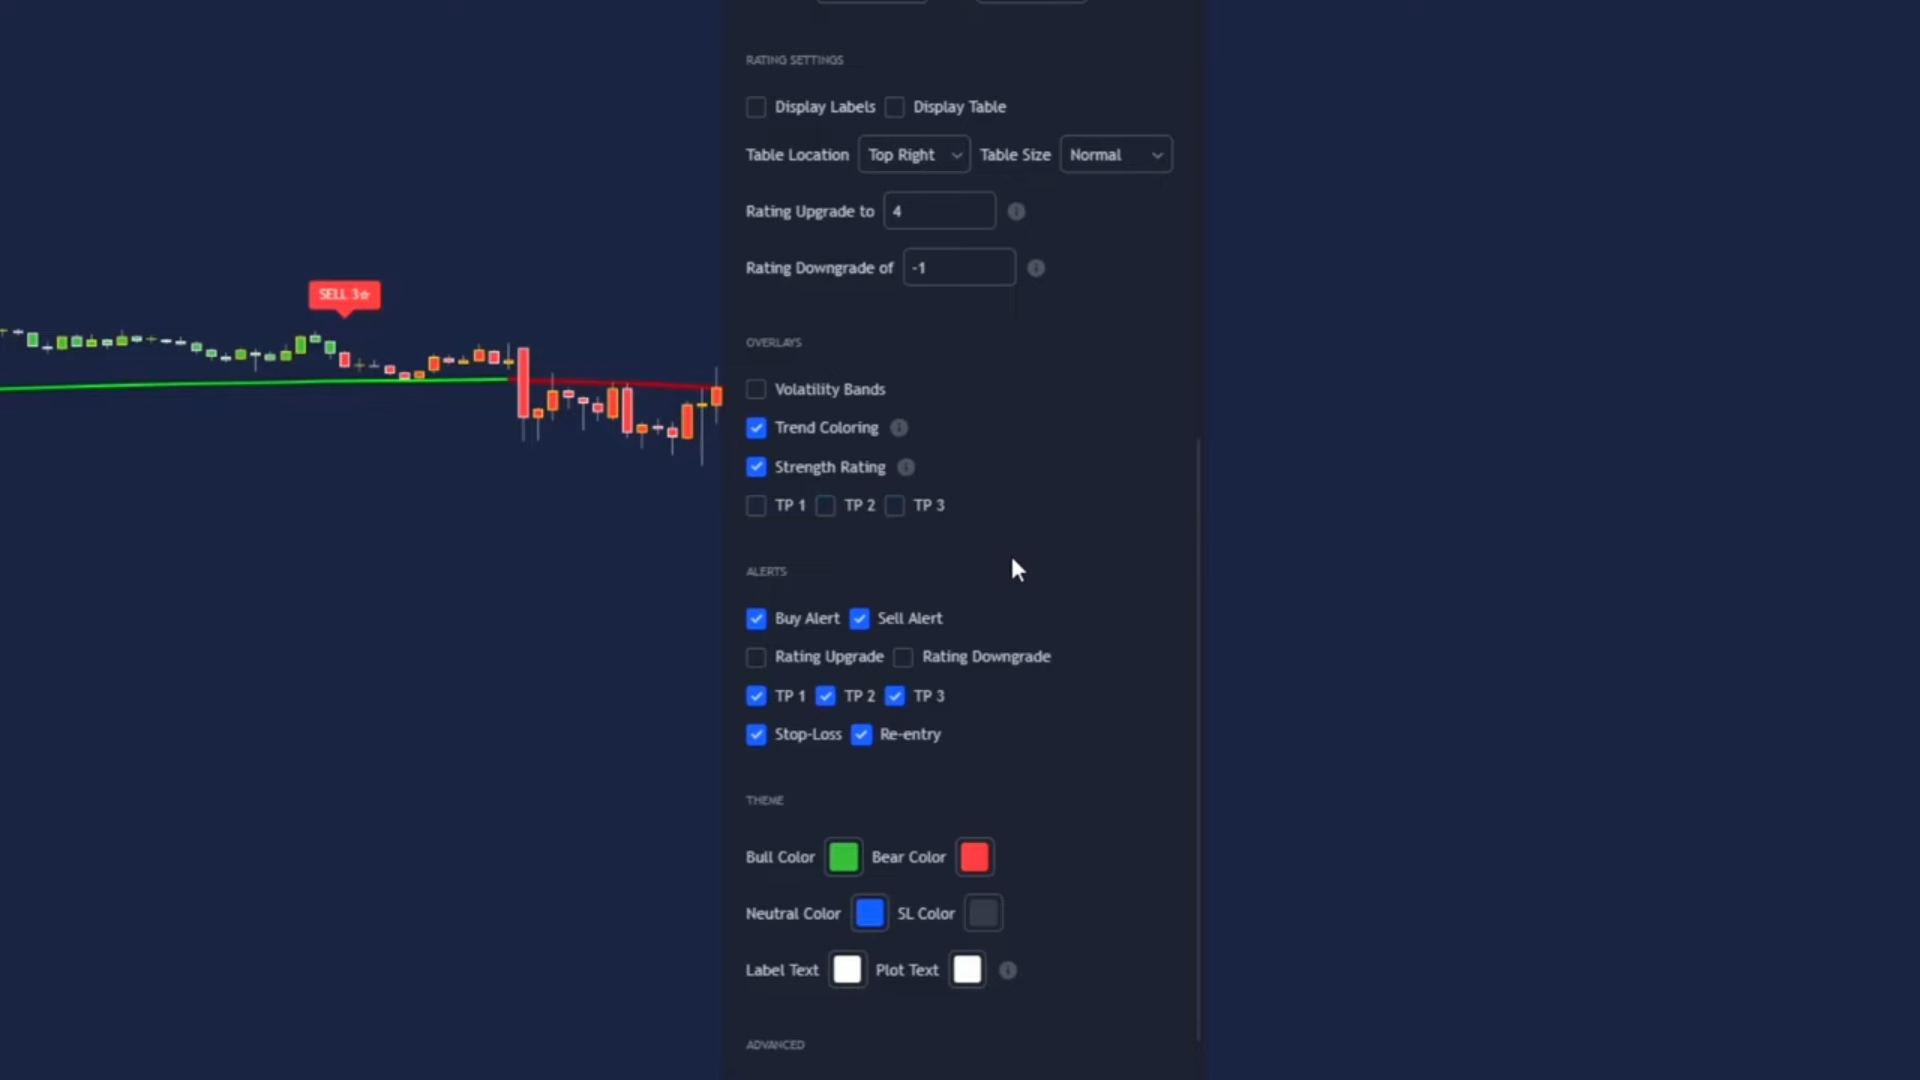 RATING SETTINGS
Display Labels Display Table
Table Location Top Right Table Size Normal
Rating Upgrade to 4
Rating Downgrade of -1
SELL 3☆
OVERLAYS
Volatility Bands
Trend Coloring
Strength Rating
TP 1 TP 2 TP 3
ALERTS
Buy Alert Sell Alert
Rating Upgrade Rating Downgrade
TP 1 TP 2 TP 3
Stop-Loss Re-entry
THEME
Bull Color Bear Color
Neutral Color SL Color
Label Text Plot Text
ADVANCED